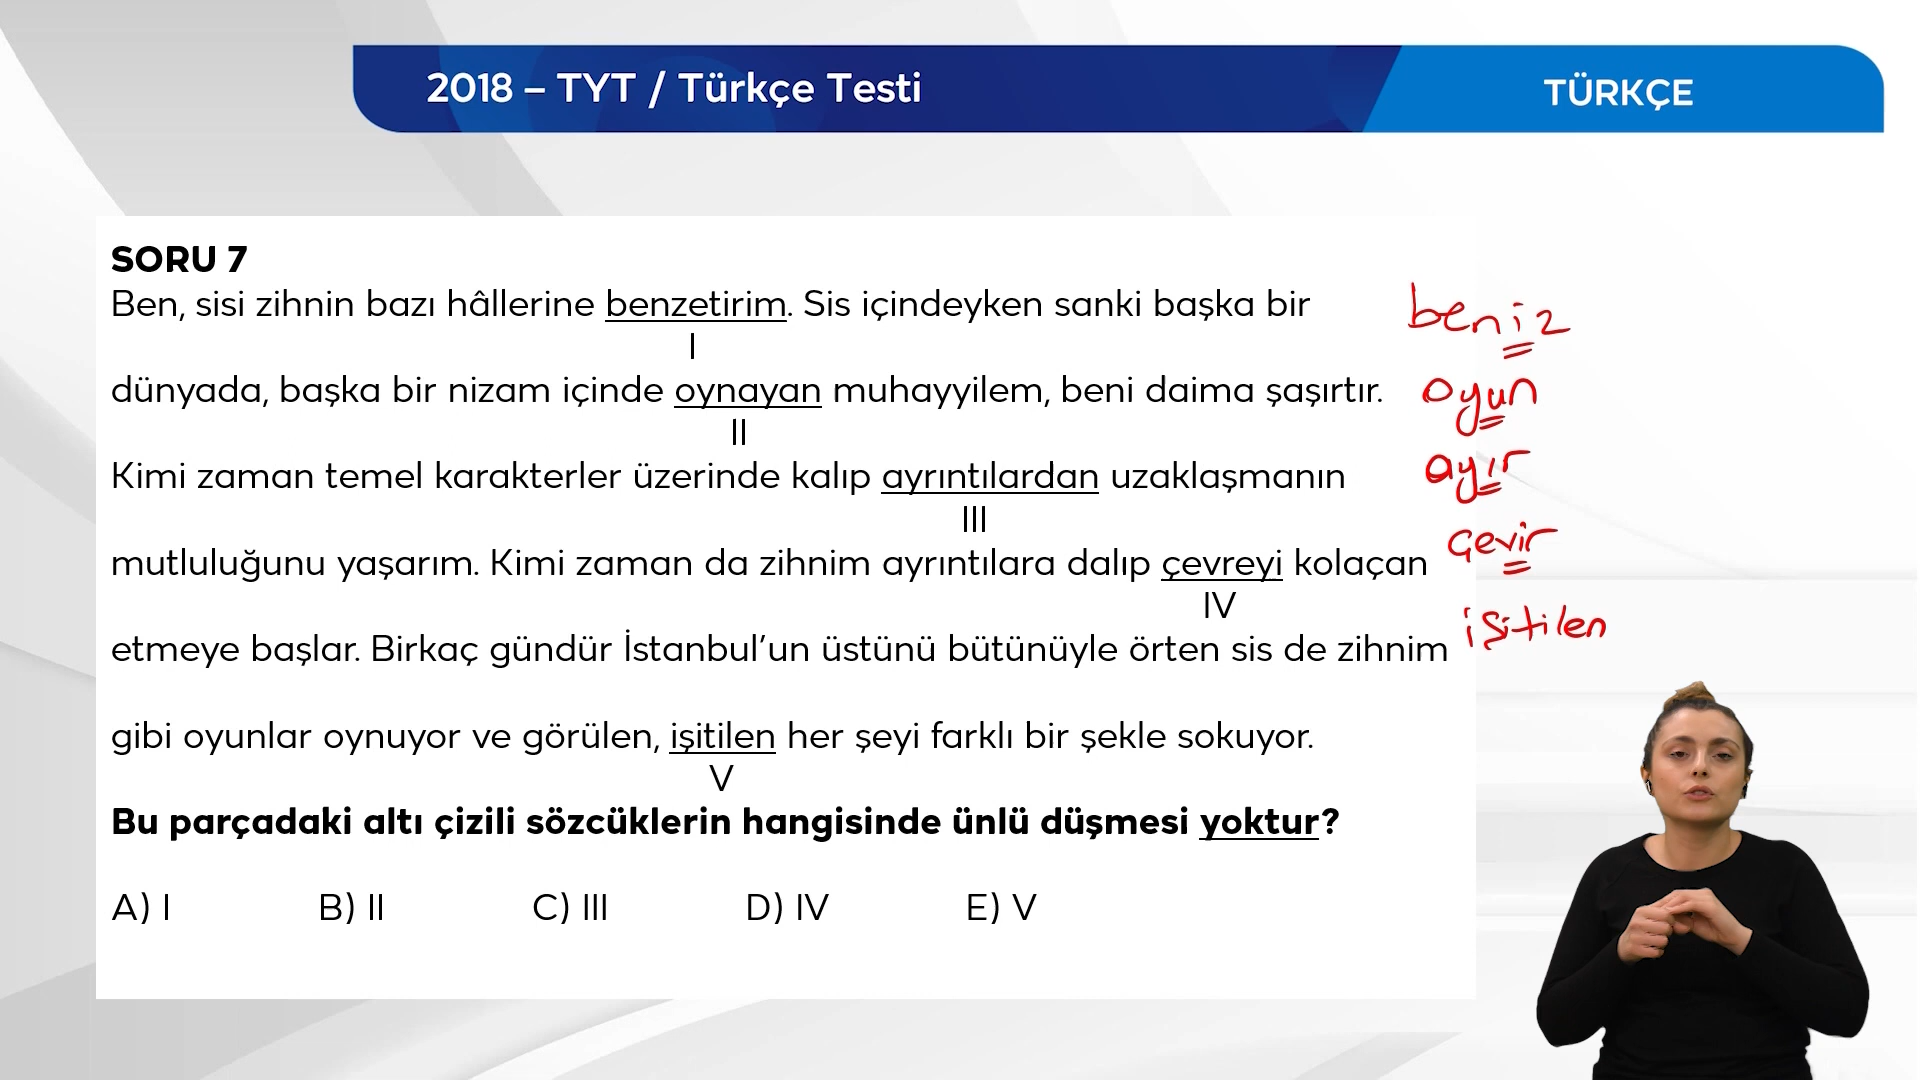 2018 – TYT / Türkçe Testi
TÜRKÇE
SORU 7
Ben, sisi zihnin bazı hâllerine benzetirim. Sis içindeyken sanki başka bir
I
dünyada, başka bir nizam içinde oynayan muhayyilem, beni daima şaşırtır.
II
Kimi zaman temel karakterler üzerinde kalıp ayrıntılardan uzaklaşmanın
III
mutluluğunu yaşarım. Kimi zaman da zihnim ayrıntılara dalıp çevreyi kolaçan
IV
etmeye başlar. Birkaç gündür İstanbul’un üstünü bütünüyle örten sis de zihnim
gibi oyunlar oynuyor ve görülen, işitilen her şeyi farklı bir şekle sokuyor.
V
Bu parçadaki altı çizili sözcüklerin hangisinde ünlü düşmesi yoktur?
A) I B) II C) III D) IV E) V
beniz
oyun
ayır
çevir
işitilen